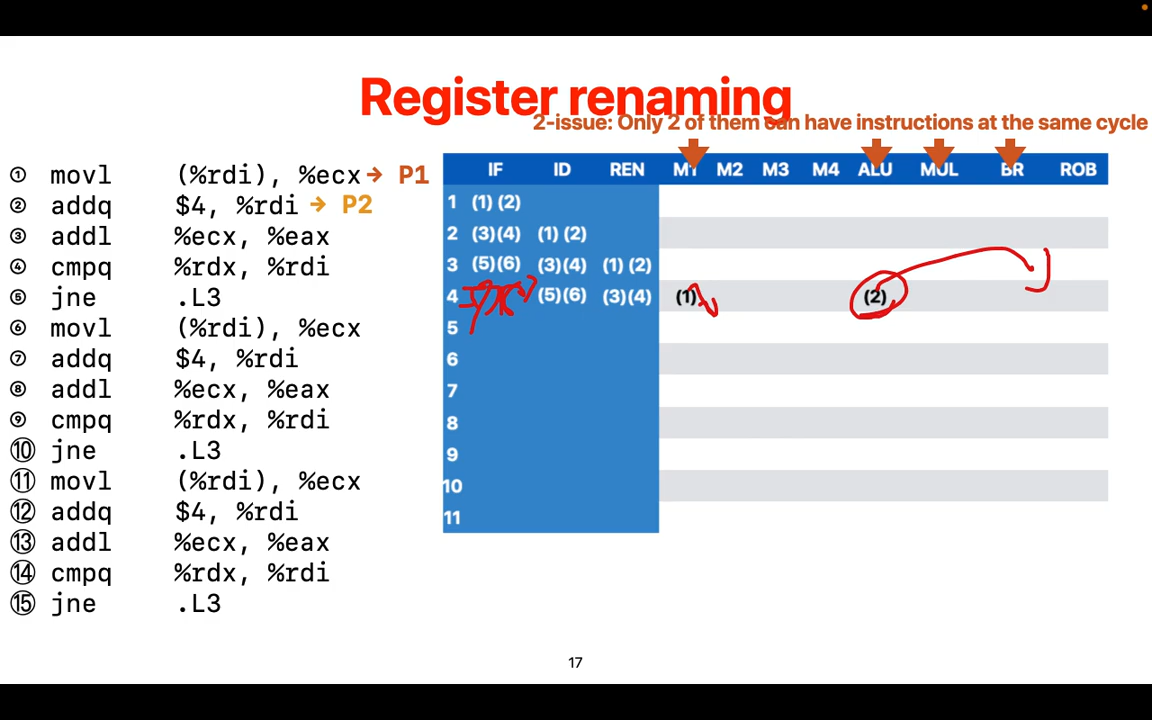 Register renaming
2-issue: Only 2 of them can have instructions at the same cycle
① movl (%rdi), %ecx → P1
② addq $4, %rdi → P2
③ addl %ecx, %eax
④ cmpq %rdx, %rdi
⑤ jne .L3
⑥ movl (%rdi), %ecx
⑦ addq $4, %rdi
⑧ addl %ecx, %eax
⑨ cmpq %rdx, %rdi
⑩ jne .L3
⑪ movl (%rdi), %ecx
⑫ addq $4, %rdi
⑬ addl %ecx, %eax
⑭ cmpq %rdx, %rdi
⑮ jne .L3
IF ID REN M1 M2 M3 M4 ALU MUL BR ROB
1 (1) (2)
2 (3)(4) (1) (2)
3 (5)(6) (3)(4) (1) (2)
4 (5)(6) (3)(4) (1) (2)
5
6
7
8
9
10
11
17